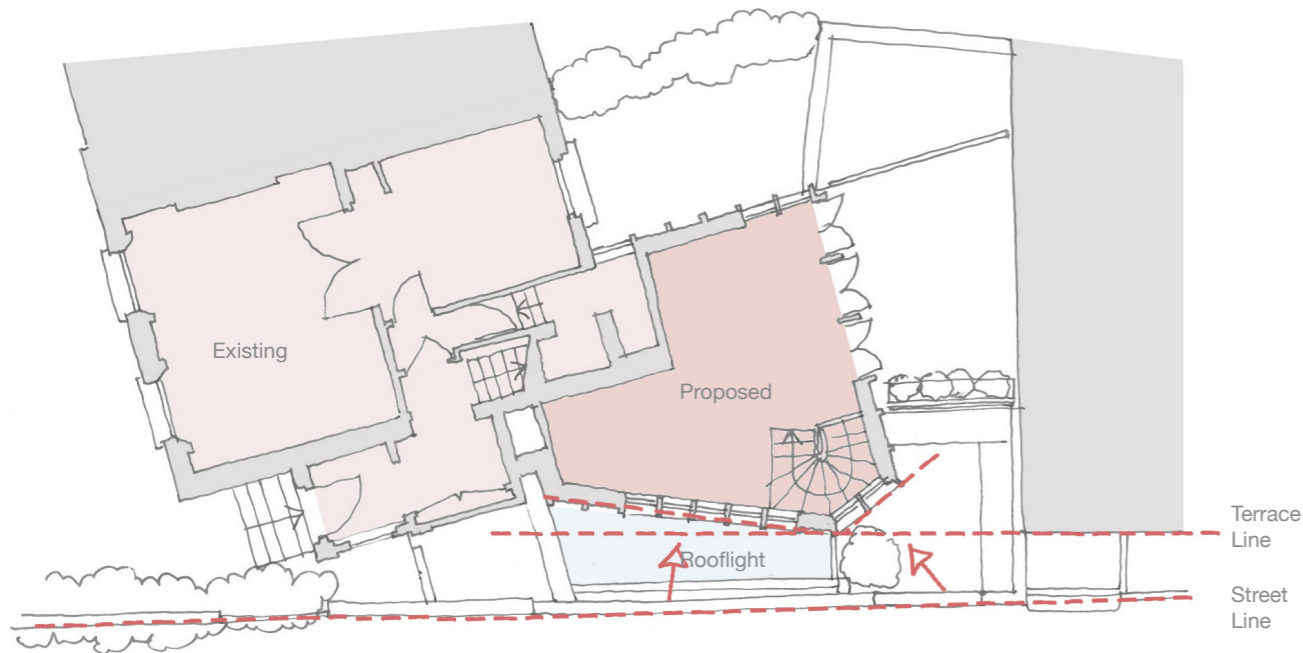 Existing
Proposed
Rooflight
Terrace
Line
Street
Line